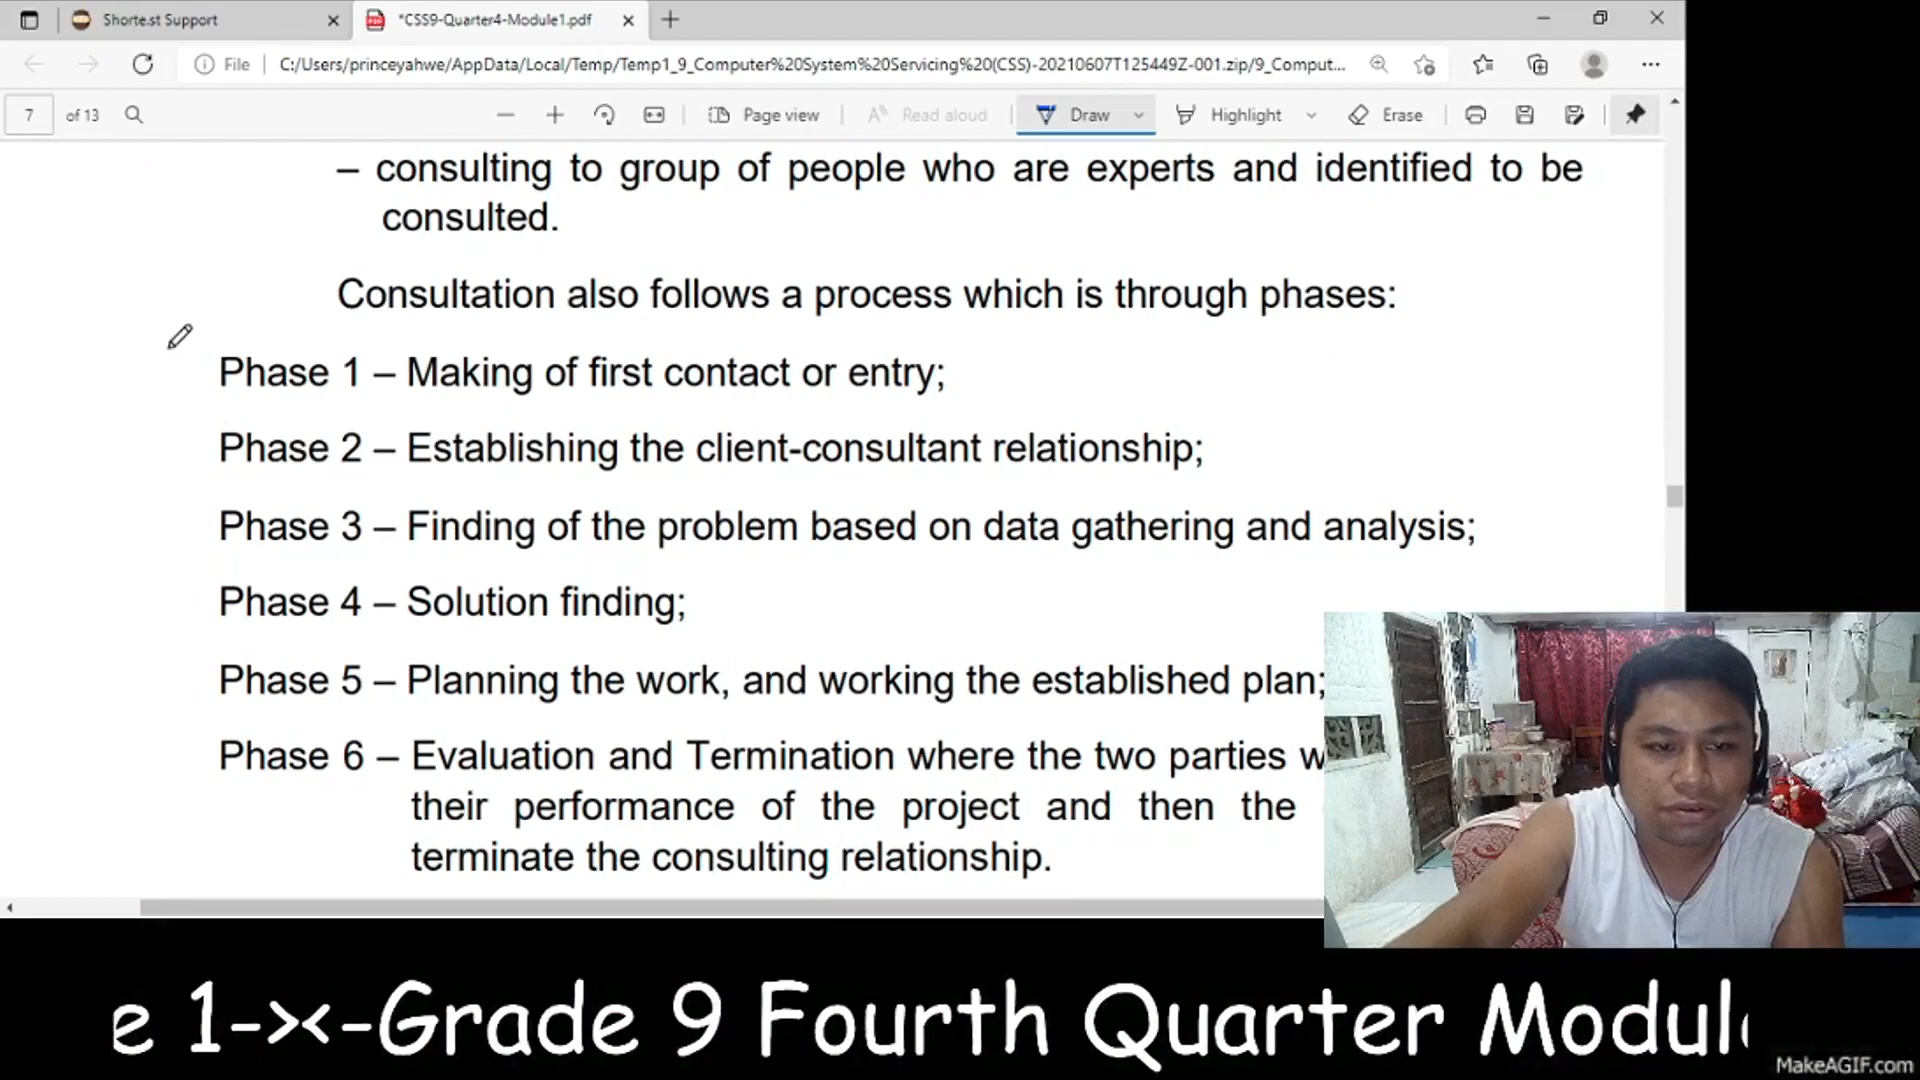 Shorte.st Support
*CSS9-Quarter4-Module1.pdf
File
C:/Users/princeyahwe/AppData/Local/Temp/Temp1_9_Computer%20System%20Servicing%20(CSS)-20210607T125449Z-001.zip/9_Comput...
7 of 13
Page view
Read aloud
Draw
Highlight
Erase
– consulting to group of people who are experts and identified to be
consulted.
Consultation also follows a process which is through phases:
Phase 1 – Making of first contact or entry;
Phase 2 – Establishing the client-consultant relationship;
Phase 3 – Finding of the problem based on data gathering and analysis;
Phase 4 – Solution finding;
Phase 5 – Planning the work, and working the established plan;
Phase 6 – Evaluation and Termination where the two parties w
their performance of the project and then the
terminate the consulting relationship.
e 1-x-Grade 9 Fourth Quarter Modul
MakeAGIF.com